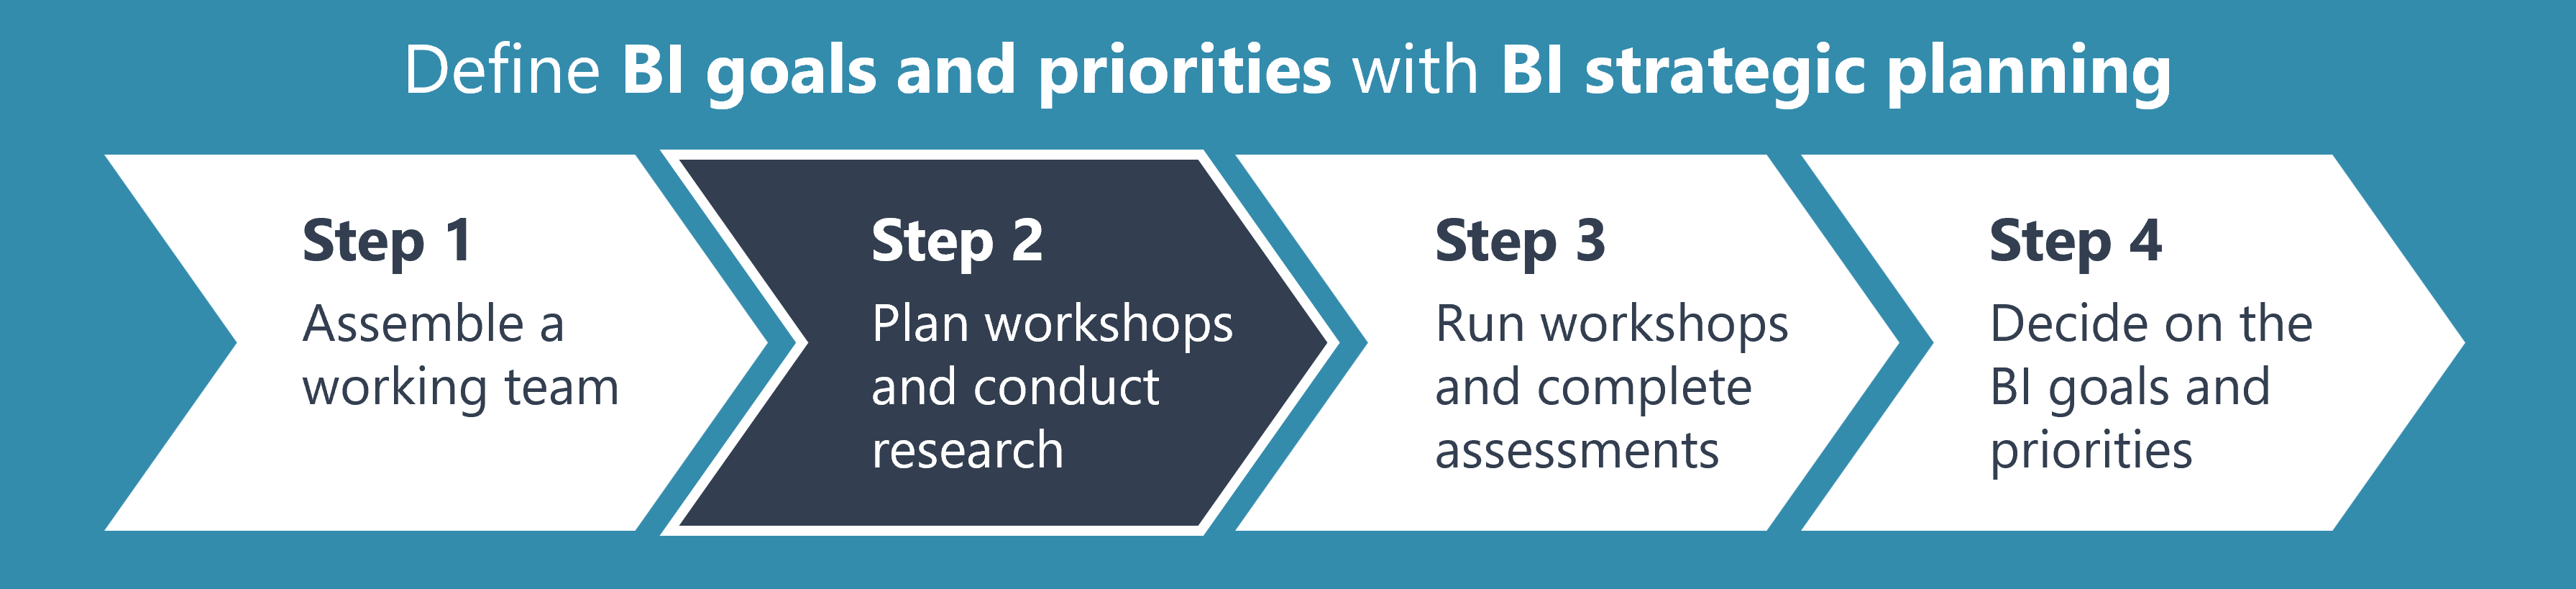 Define BI goals and priorities with BI strategic planning
Step 1
Assemble a
working team
Step 2
Plan workshops
and conduct
research
Step 3
Run workshops
and complete
assessments
Step 4
Decide on the
BI goals and
priorities